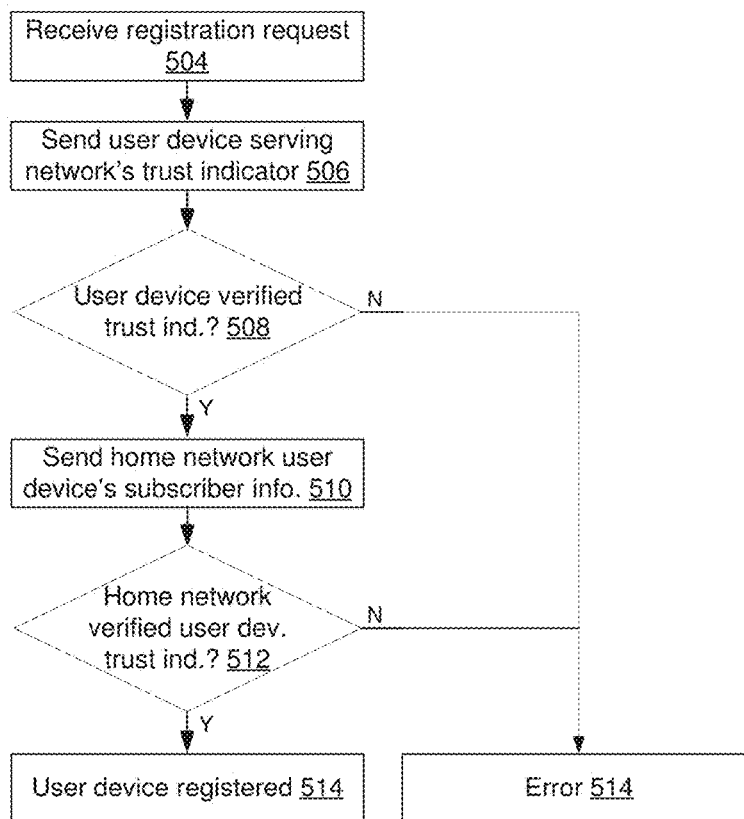 Receive registration request
504
Send user device serving
network's trust indicator 506
User device verified
trust ind.? 508
N
Y
Send home network user
device's subscriber info. 510
Home network
verified user dev.
trust ind.? 512
N
Y
User device registered 514
Error 514